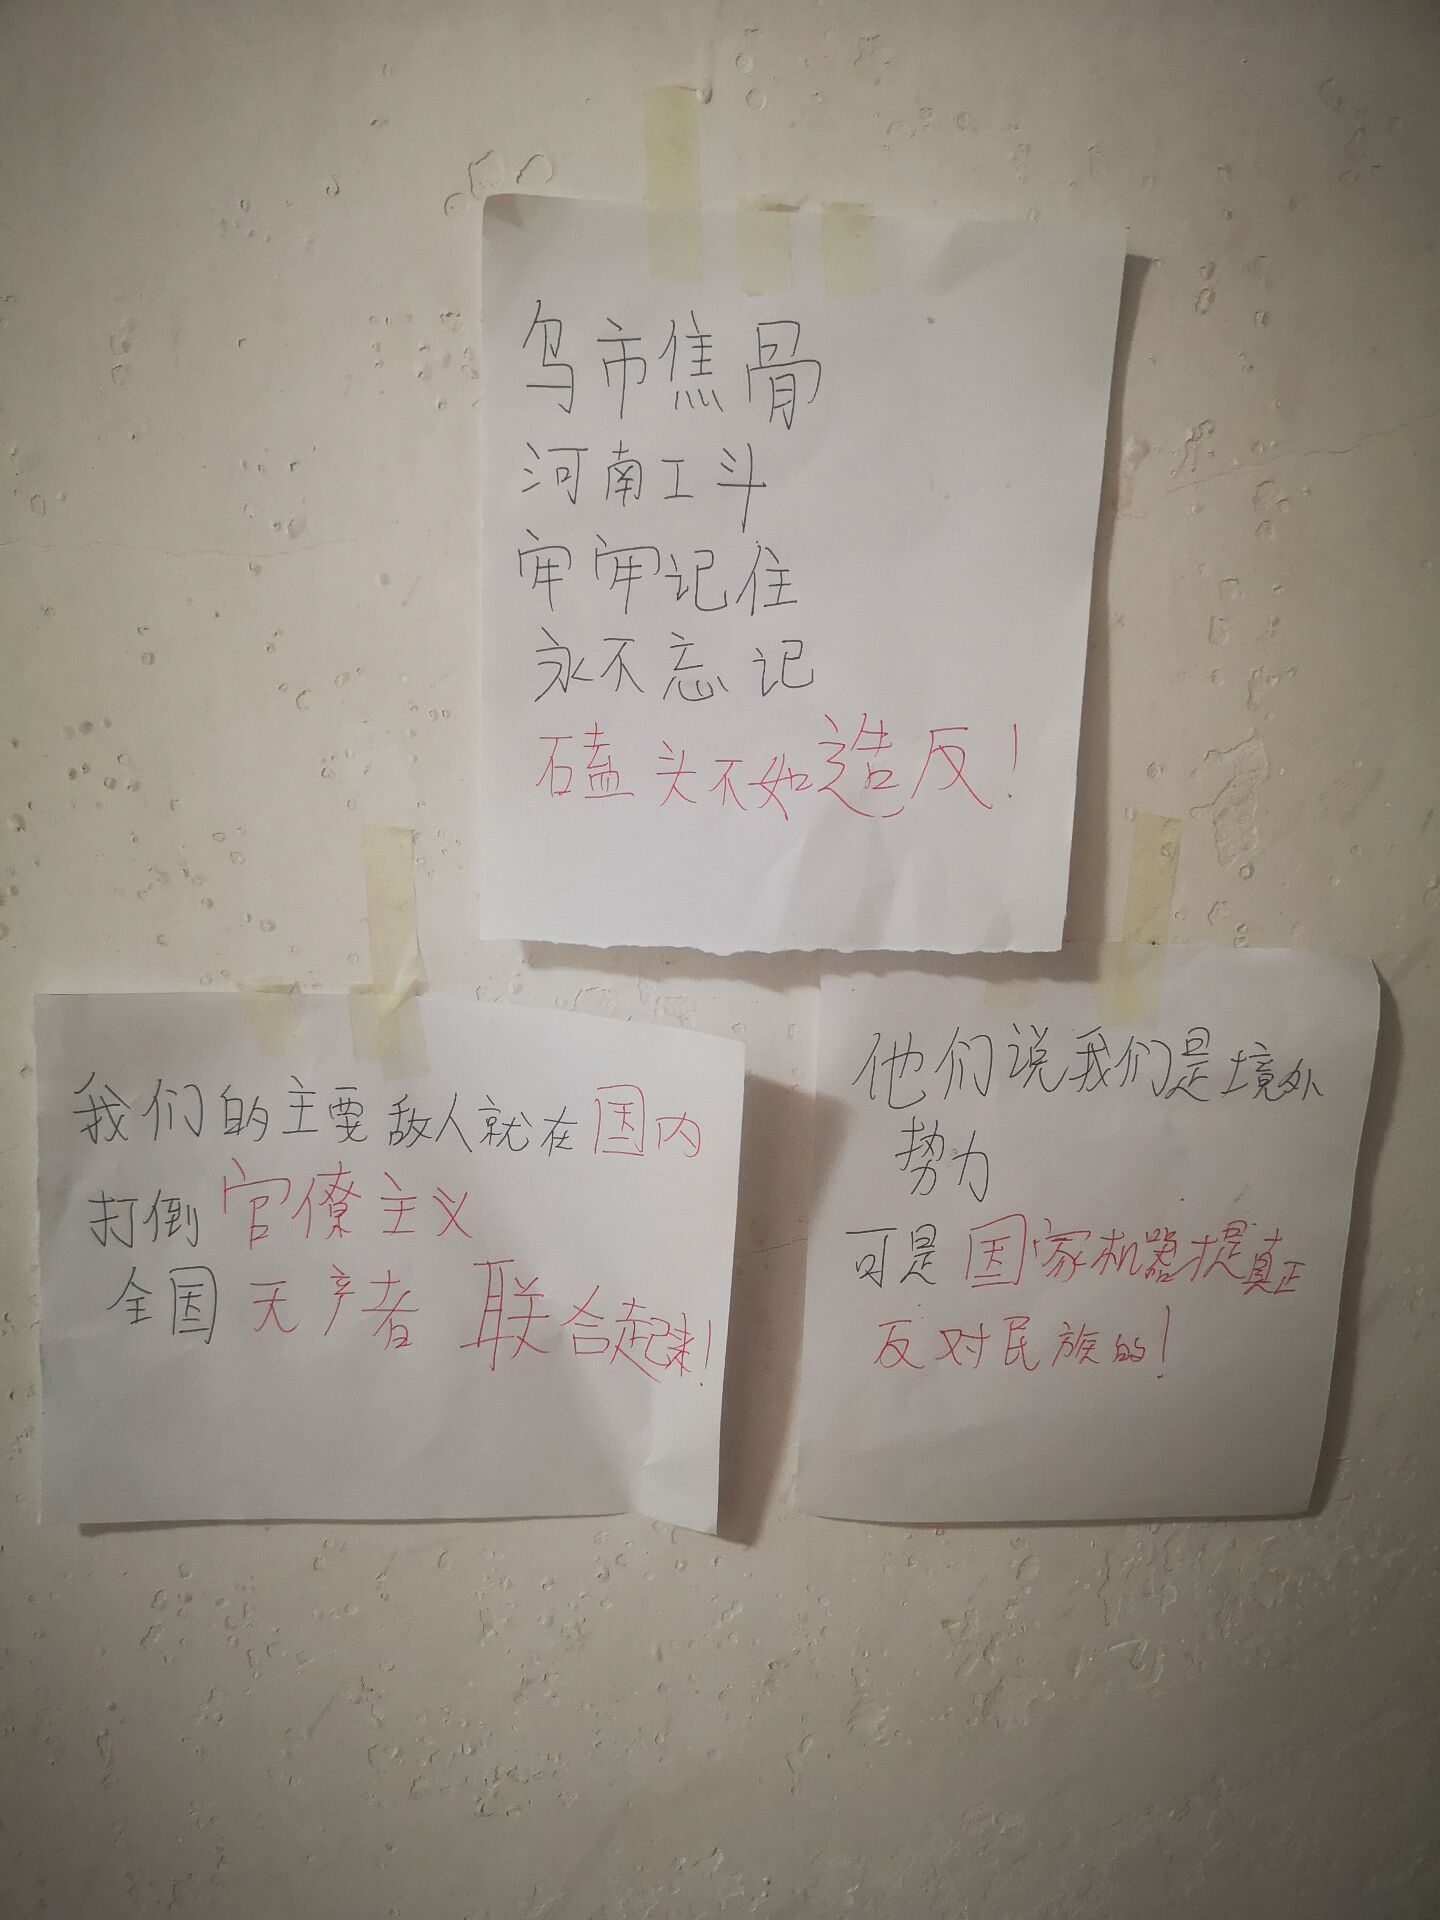 乌市焦骨
河南工斗
牢牢记住
永不忘记
磕头不如造反！
我们的主要敌人就在国内
打倒官僚主义
全国无产者 联合起来！
他们说我们是境外
势力
可是国家机器提真正
反对民族的！